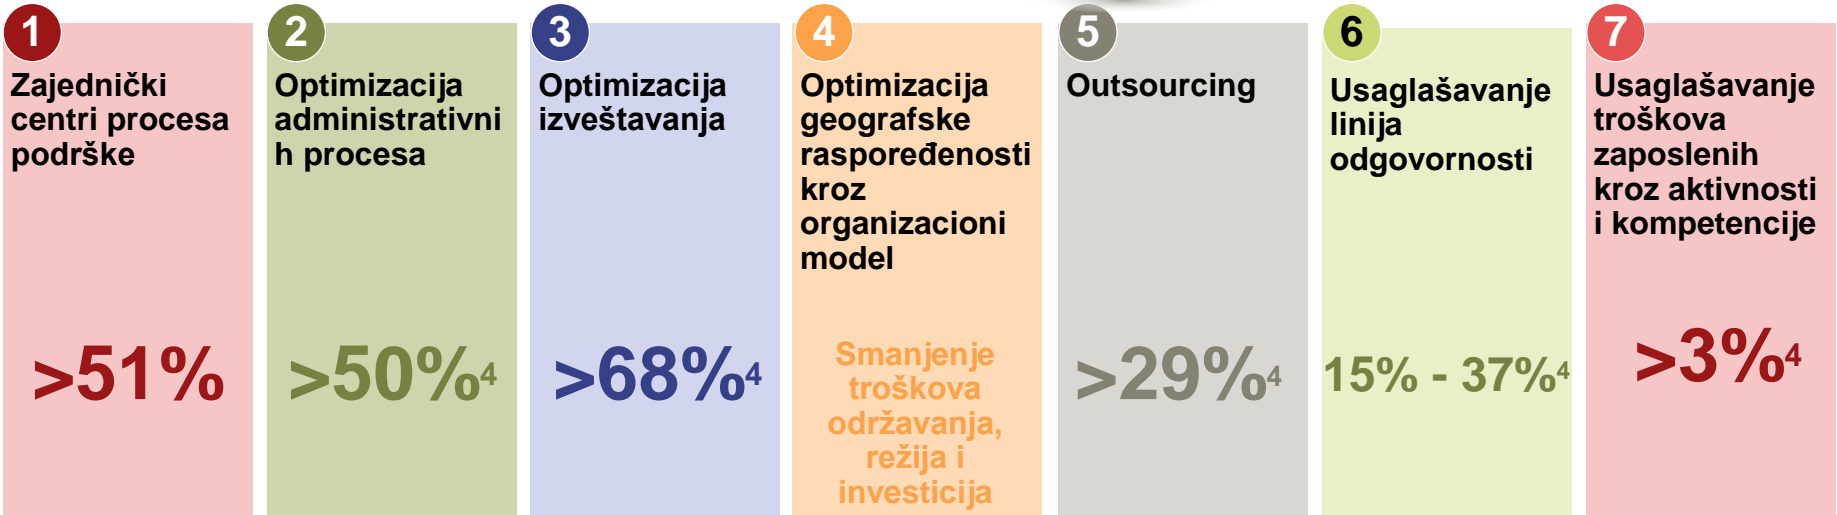 1
Zajednički
centri procesa
podrške
>51%
2
Optimizacija
administrativni
h procesa
>50%4
3
Optimizacija
izveštavanja
>68%4
4
Optimizacija
geografske
raspoređenosti
kroz
organizacioni
model
Smanjenje
troškova
održavanja,
režija i
investicija
5
Outsourcing
>29%4
6
Usaglašavanje
linija
odgovornosti
15% - 37%4
7
Usaglašavanje
troškova
zaposlenih
kroz aktivnosti
i kompetencije
>3%4